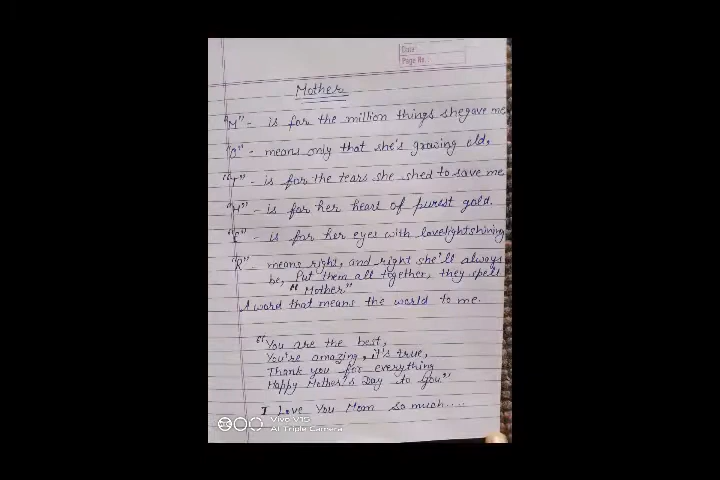 Date:
Page No.
Mother
"M" - is for the million things she gave me
"O" - means only that she's growing old,
"T" - is for the tears she shed to save me
"H" - is for her heart of purest gold.
"E" - is for her eyes with lovelightshining
"R" - means right, and right she'll always
be, Put them all together, they spell
"Mother"
A word that means the world to me.
"You are the best,
You're amazing, it's true,
Thank you for everything
Happy Mother's Day to you"
I Love You Mom so much.....
Vivo V15
AI Triple Camera